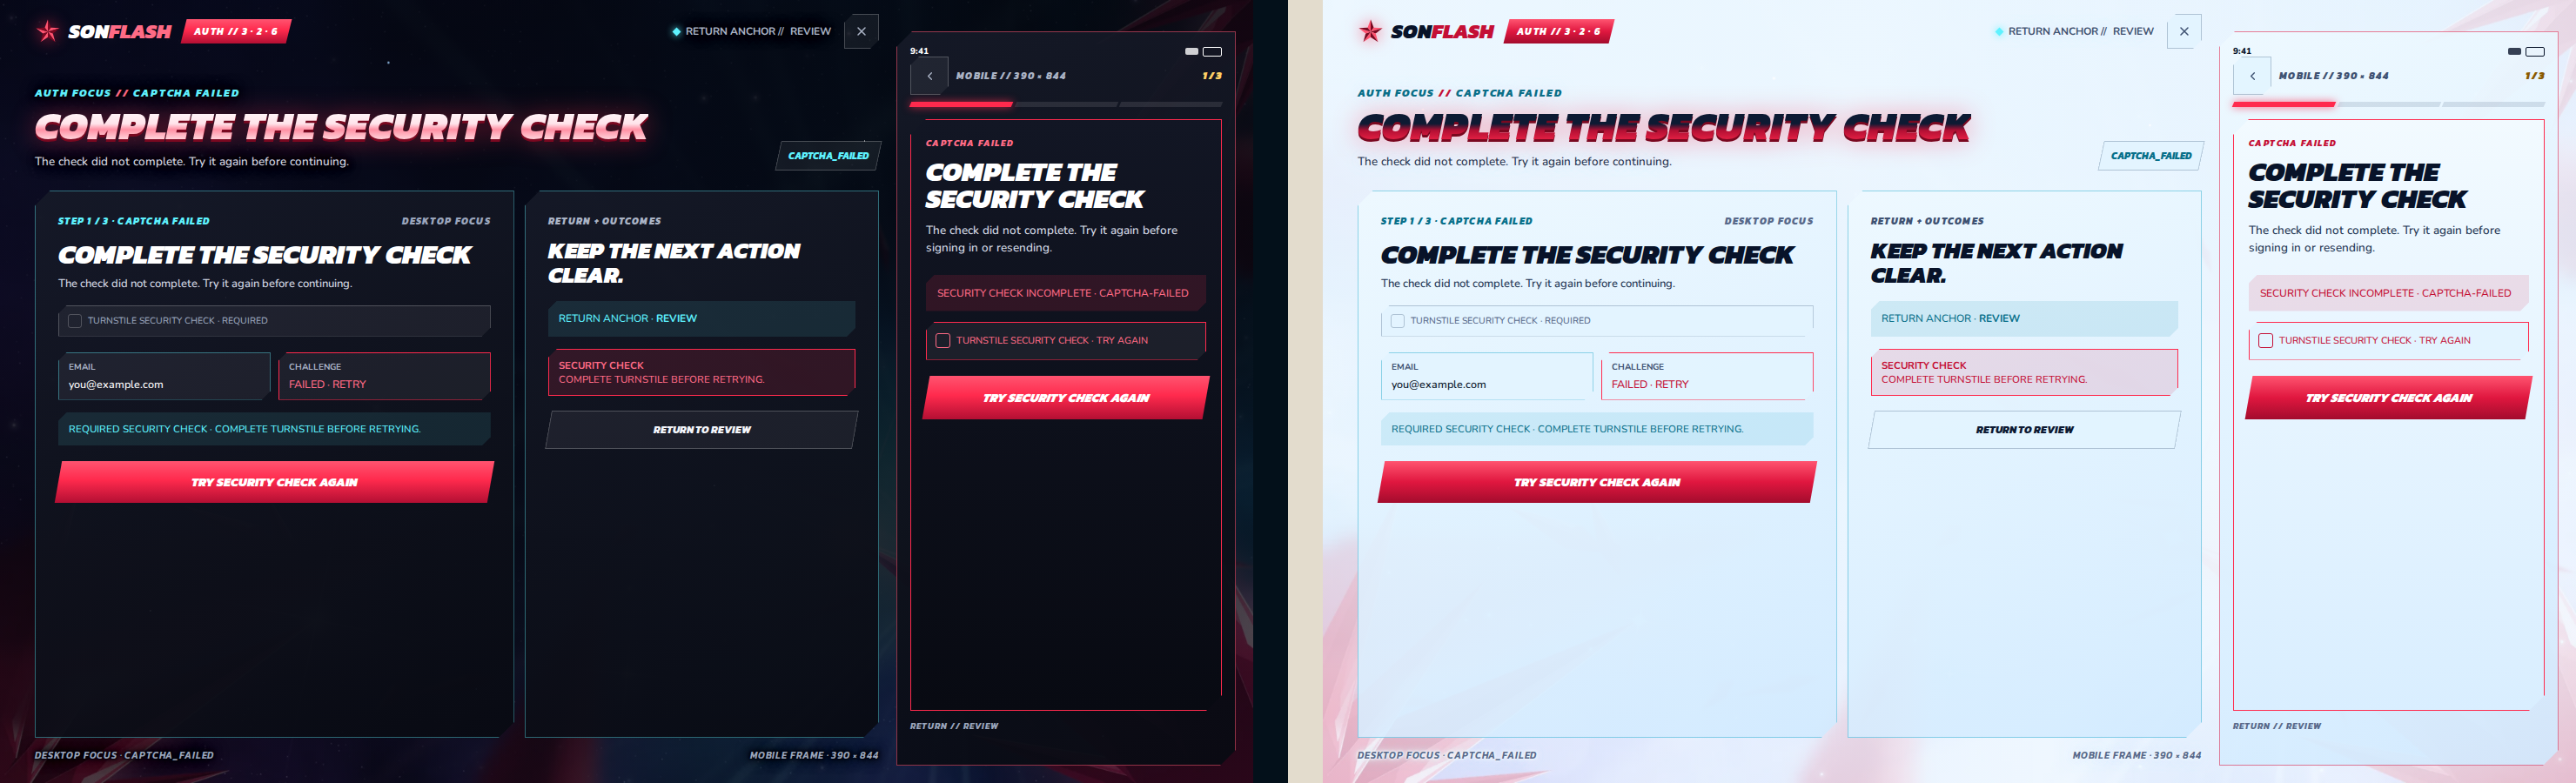 SONFLASH
AUTH // 3 · 2 · 6
RETURN ANCHOR // REVIEW
AUTH FOCUS // CAPTCHA FAILED
COMPLETE THE SECURITY CHECK
The check did not complete. Try it again before continuing.
CAPTCHA_FAILED
STEP 1 / 3 · CAPTCHA FAILED
DESKTOP FOCUS
COMPLETE THE SECURITY CHECK
The check did not complete. Try it again before continuing.
TURNSTILE SECURITY CHECK · REQUIRED
EMAIL
you@example.com
CHALLENGE
FAILED · RETRY
REQUIRED SECURITY CHECK · COMPLETE TURNSTILE BEFORE RETRYING.
TRY SECURITY CHECK AGAIN
RETURN + OUTCOMES
KEEP THE NEXT ACTION
CLEAR.
RETURN ANCHOR · REVIEW
SECURITY CHECK
COMPLETE TURNSTILE BEFORE RETRYING.
RETURN TO REVIEW
DESKTOP FOCUS · CAPTCHA_FAILED
MOBILE FRAME · 390 × 844
9:41
MOBILE // 390 × 844
1/3
CAPTCHA FAILED
COMPLETE THE
SECURITY CHECK
The check did not complete. Try it again before
signing in or resending.
SECURITY CHECK INCOMPLETE · CAPTCHA-FAILED
TURNSTILE SECURITY CHECK · TRY AGAIN
TRY SECURITY CHECK AGAIN
RETURN // REVIEW
SONFLASH
AUTH // 3 · 2 · 6
RETURN ANCHOR // REVIEW
AUTH FOCUS // CAPTCHA FAILED
COMPLETE THE SECURITY CHECK
The check did not complete. Try it again before continuing.
CAPTCHA_FAILED
STEP 1 / 3 · CAPTCHA FAILED
DESKTOP FOCUS
COMPLETE THE SECURITY CHECK
The check did not complete. Try it again before continuing.
TURNSTILE SECURITY CHECK · REQUIRED
EMAIL
you@example.com
CHALLENGE
FAILED · RETRY
REQUIRED SECURITY CHECK · COMPLETE TURNSTILE BEFORE RETRYING.
TRY SECURITY CHECK AGAIN
RETURN + OUTCOMES
KEEP THE NEXT ACTION
CLEAR.
RETURN ANCHOR · REVIEW
SECURITY CHECK
COMPLETE TURNSTILE BEFORE RETRYING.
RETURN TO REVIEW
DESKTOP FOCUS · CAPTCHA_FAILED
MOBILE FRAME · 390 × 844
9:41
MOBILE // 390 × 844
1/3
CAPTCHA FAILED
COMPLETE THE
SECURITY CHECK
The check did not complete. Try it again before
signing in or resending.
SECURITY CHECK INCOMPLETE · CAPTCHA-FAILED
TURNSTILE SECURITY CHECK · TRY AGAIN
TRY SECURITY CHECK AGAIN
RETURN // REVIEW